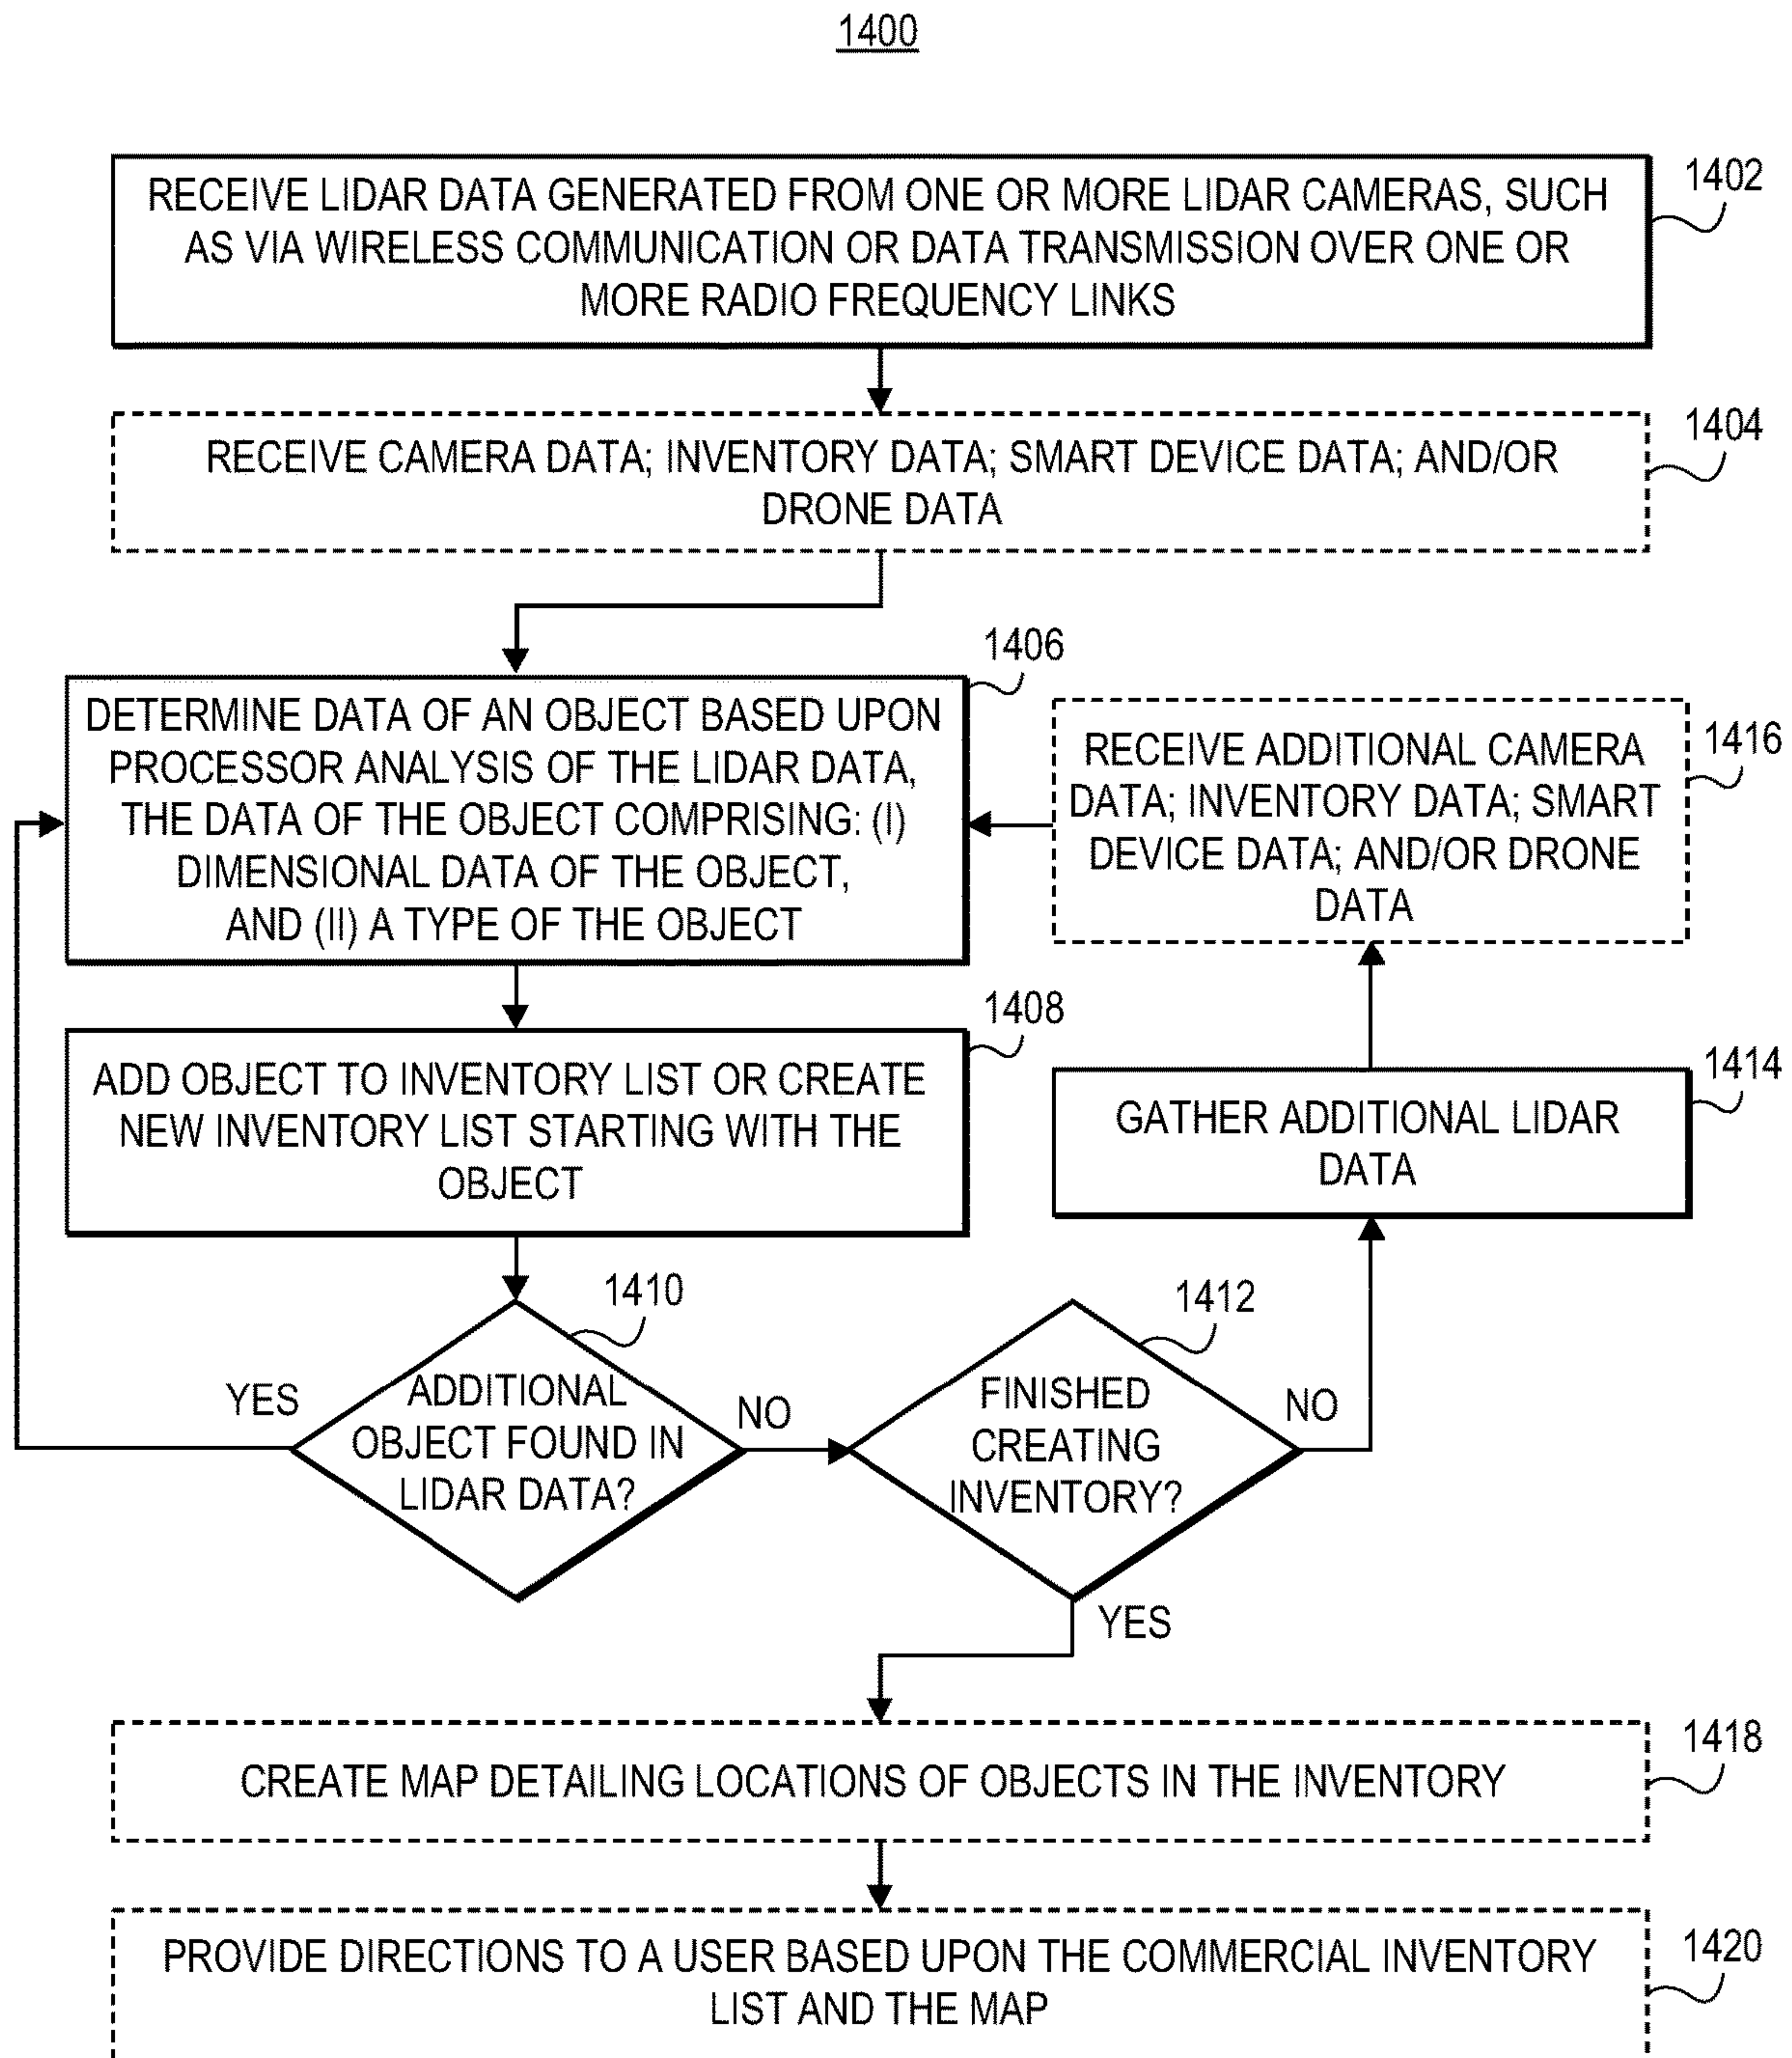 1400
RECEIVE LIDAR DATA GENERATED FROM ONE OR MORE LIDAR CAMERAS, SUCH
AS VIA WIRELESS COMMUNICATION OR DATA TRANSMISSION OVER ONE OR
MORE RADIO FREQUENCY LINKS
1402
RECEIVE CAMERA DATA; INVENTORY DATA; SMART DEVICE DATA; AND/OR
DRONE DATA
1404
DETERMINE DATA OF AN OBJECT BASED UPON
PROCESSOR ANALYSIS OF THE LIDAR DATA,
THE DATA OF THE OBJECT COMPRISING: (I)
DIMENSIONAL DATA OF THE OBJECT,
AND (II) A TYPE OF THE OBJECT
1406
RECEIVE ADDITIONAL CAMERA
DATA; INVENTORY DATA; SMART
DEVICE DATA; AND/OR DRONE
DATA
1416
ADD OBJECT TO INVENTORY LIST OR CREATE
NEW INVENTORY LIST STARTING WITH THE
OBJECT
1408
GATHER ADDITIONAL LIDAR
DATA
1414
ADDITIONAL
OBJECT FOUND IN
LIDAR DATA?
1410
YES
NO
FINISHED
CREATING
INVENTORY?
1412
NO
YES
CREATE MAP DETAILING LOCATIONS OF OBJECTS IN THE INVENTORY
1418
PROVIDE DIRECTIONS TO A USER BASED UPON THE COMMERCIAL INVENTORY
LIST AND THE MAP
1420